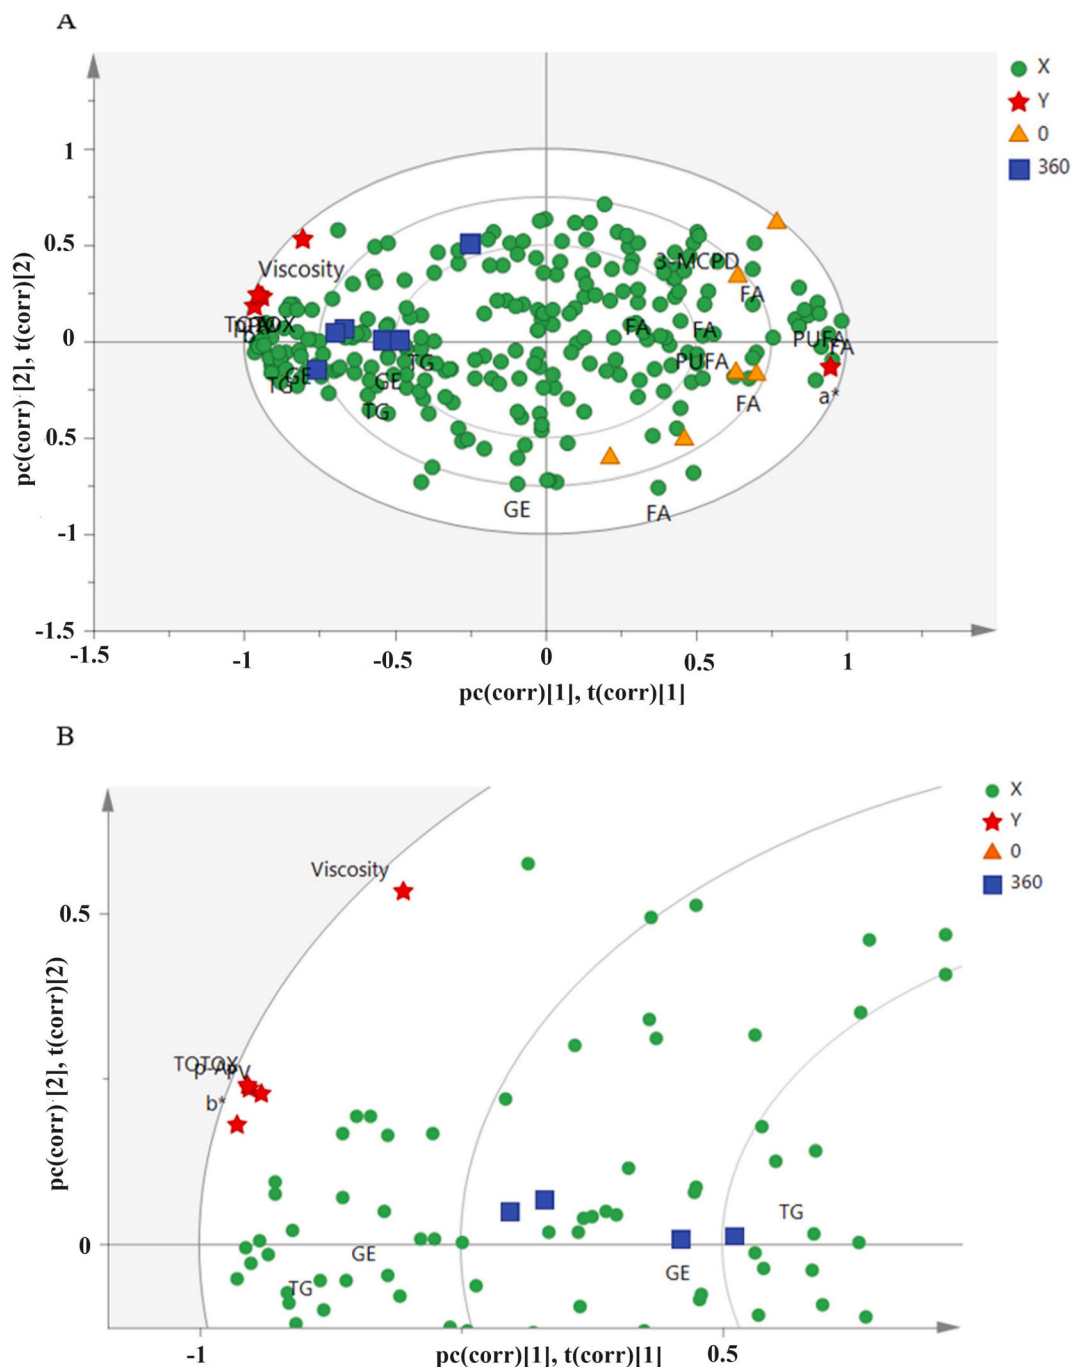 A
X
Y
0
360
1
0.5
0
0.5
-1
-1.5
pc(corr) [2], t(corr)[2)
Viscosity
3-MCPD
FA
FA
FA
PUFA
FA
PUFA
TG
GE
GE
TG
TG
FA
a*
GE
FA
-1.5
-1
-0.5
0
0.5
1
pc(corr)[1], t(corr)[1]
B
X
Y
0
360
0.5
0
pc(corr) [2], t(corr)[2)
Viscosity
TOTOX
p-AV
PV
b*
TG
GE
GE
TG
-1
pc(corr)[1], t(corr)[1]
0.5